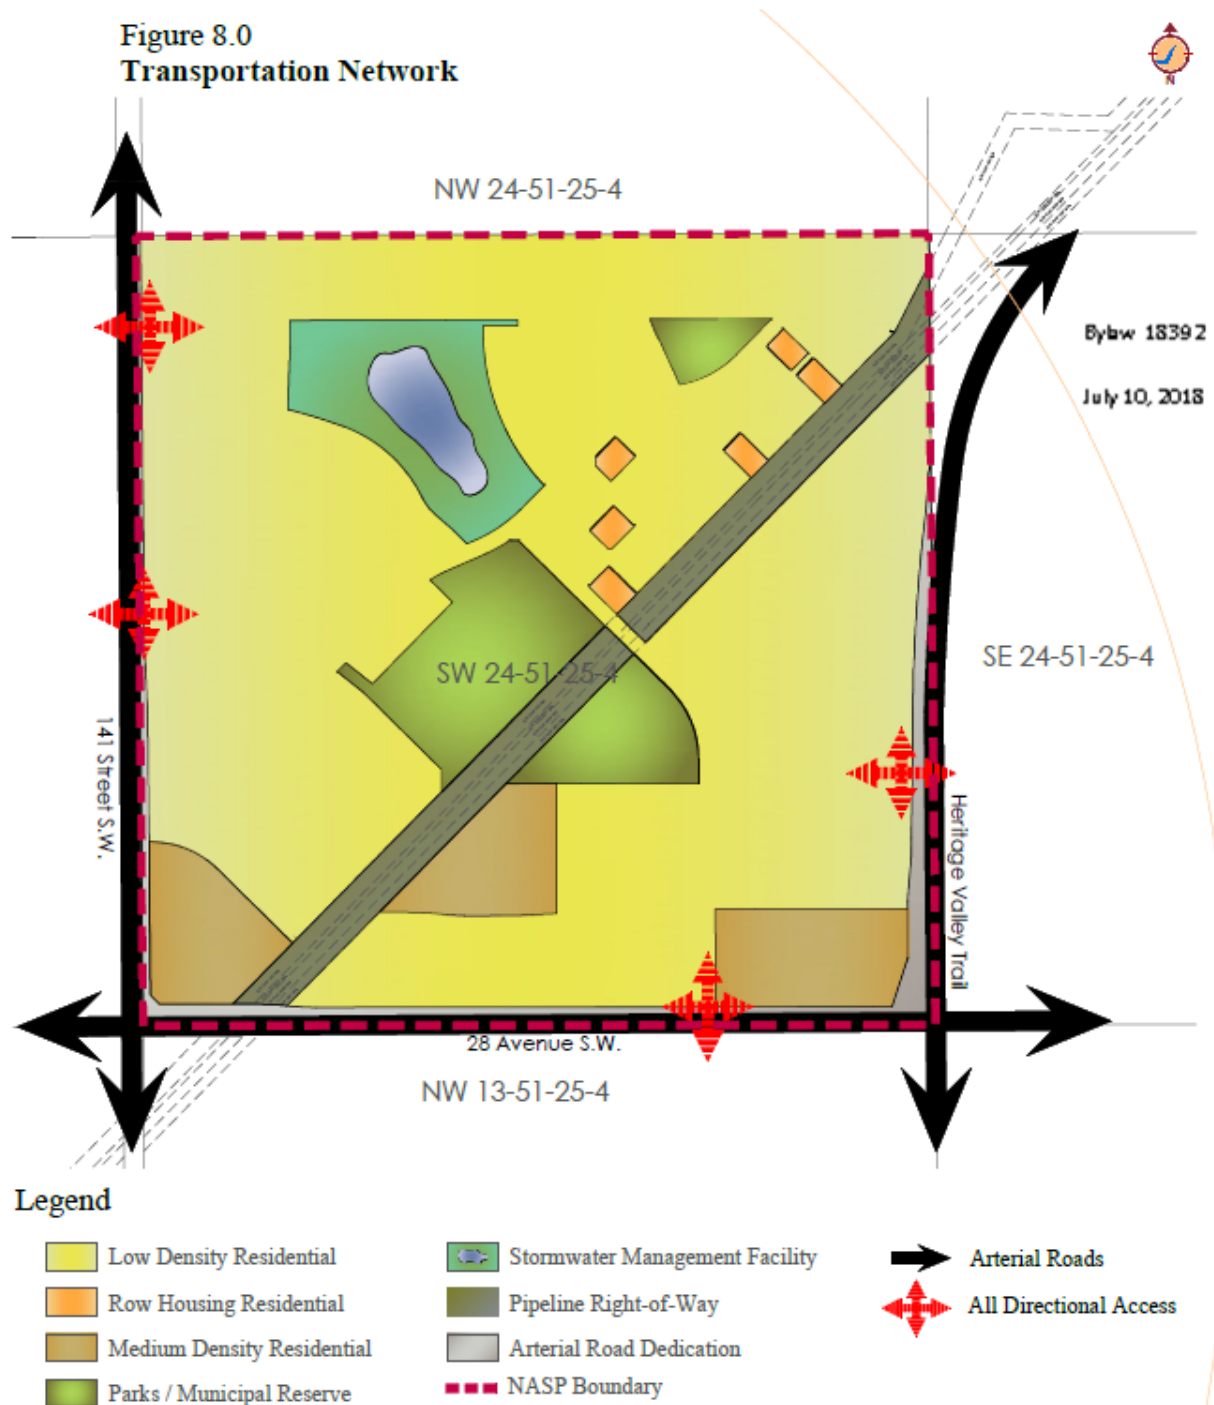 Figure 8.0
Transportation Network
N
NW 24-51-25-4
Bylaw 18392
July 10, 2018
SW 24-51-25-4
SE 24-51-25-4
141 Street S.W.
Heritage Valley Trail
28 Avenue S.W.
NW 13-51-25-4
Legend
Low Density Residential
Row Housing Residential
Medium Density Residential
Parks / Municipal Reserve
Stormwater Management Facility
Pipeline Right-of-Way
Arterial Road Dedication
NASP Boundary
Arterial Roads
All Directional Access